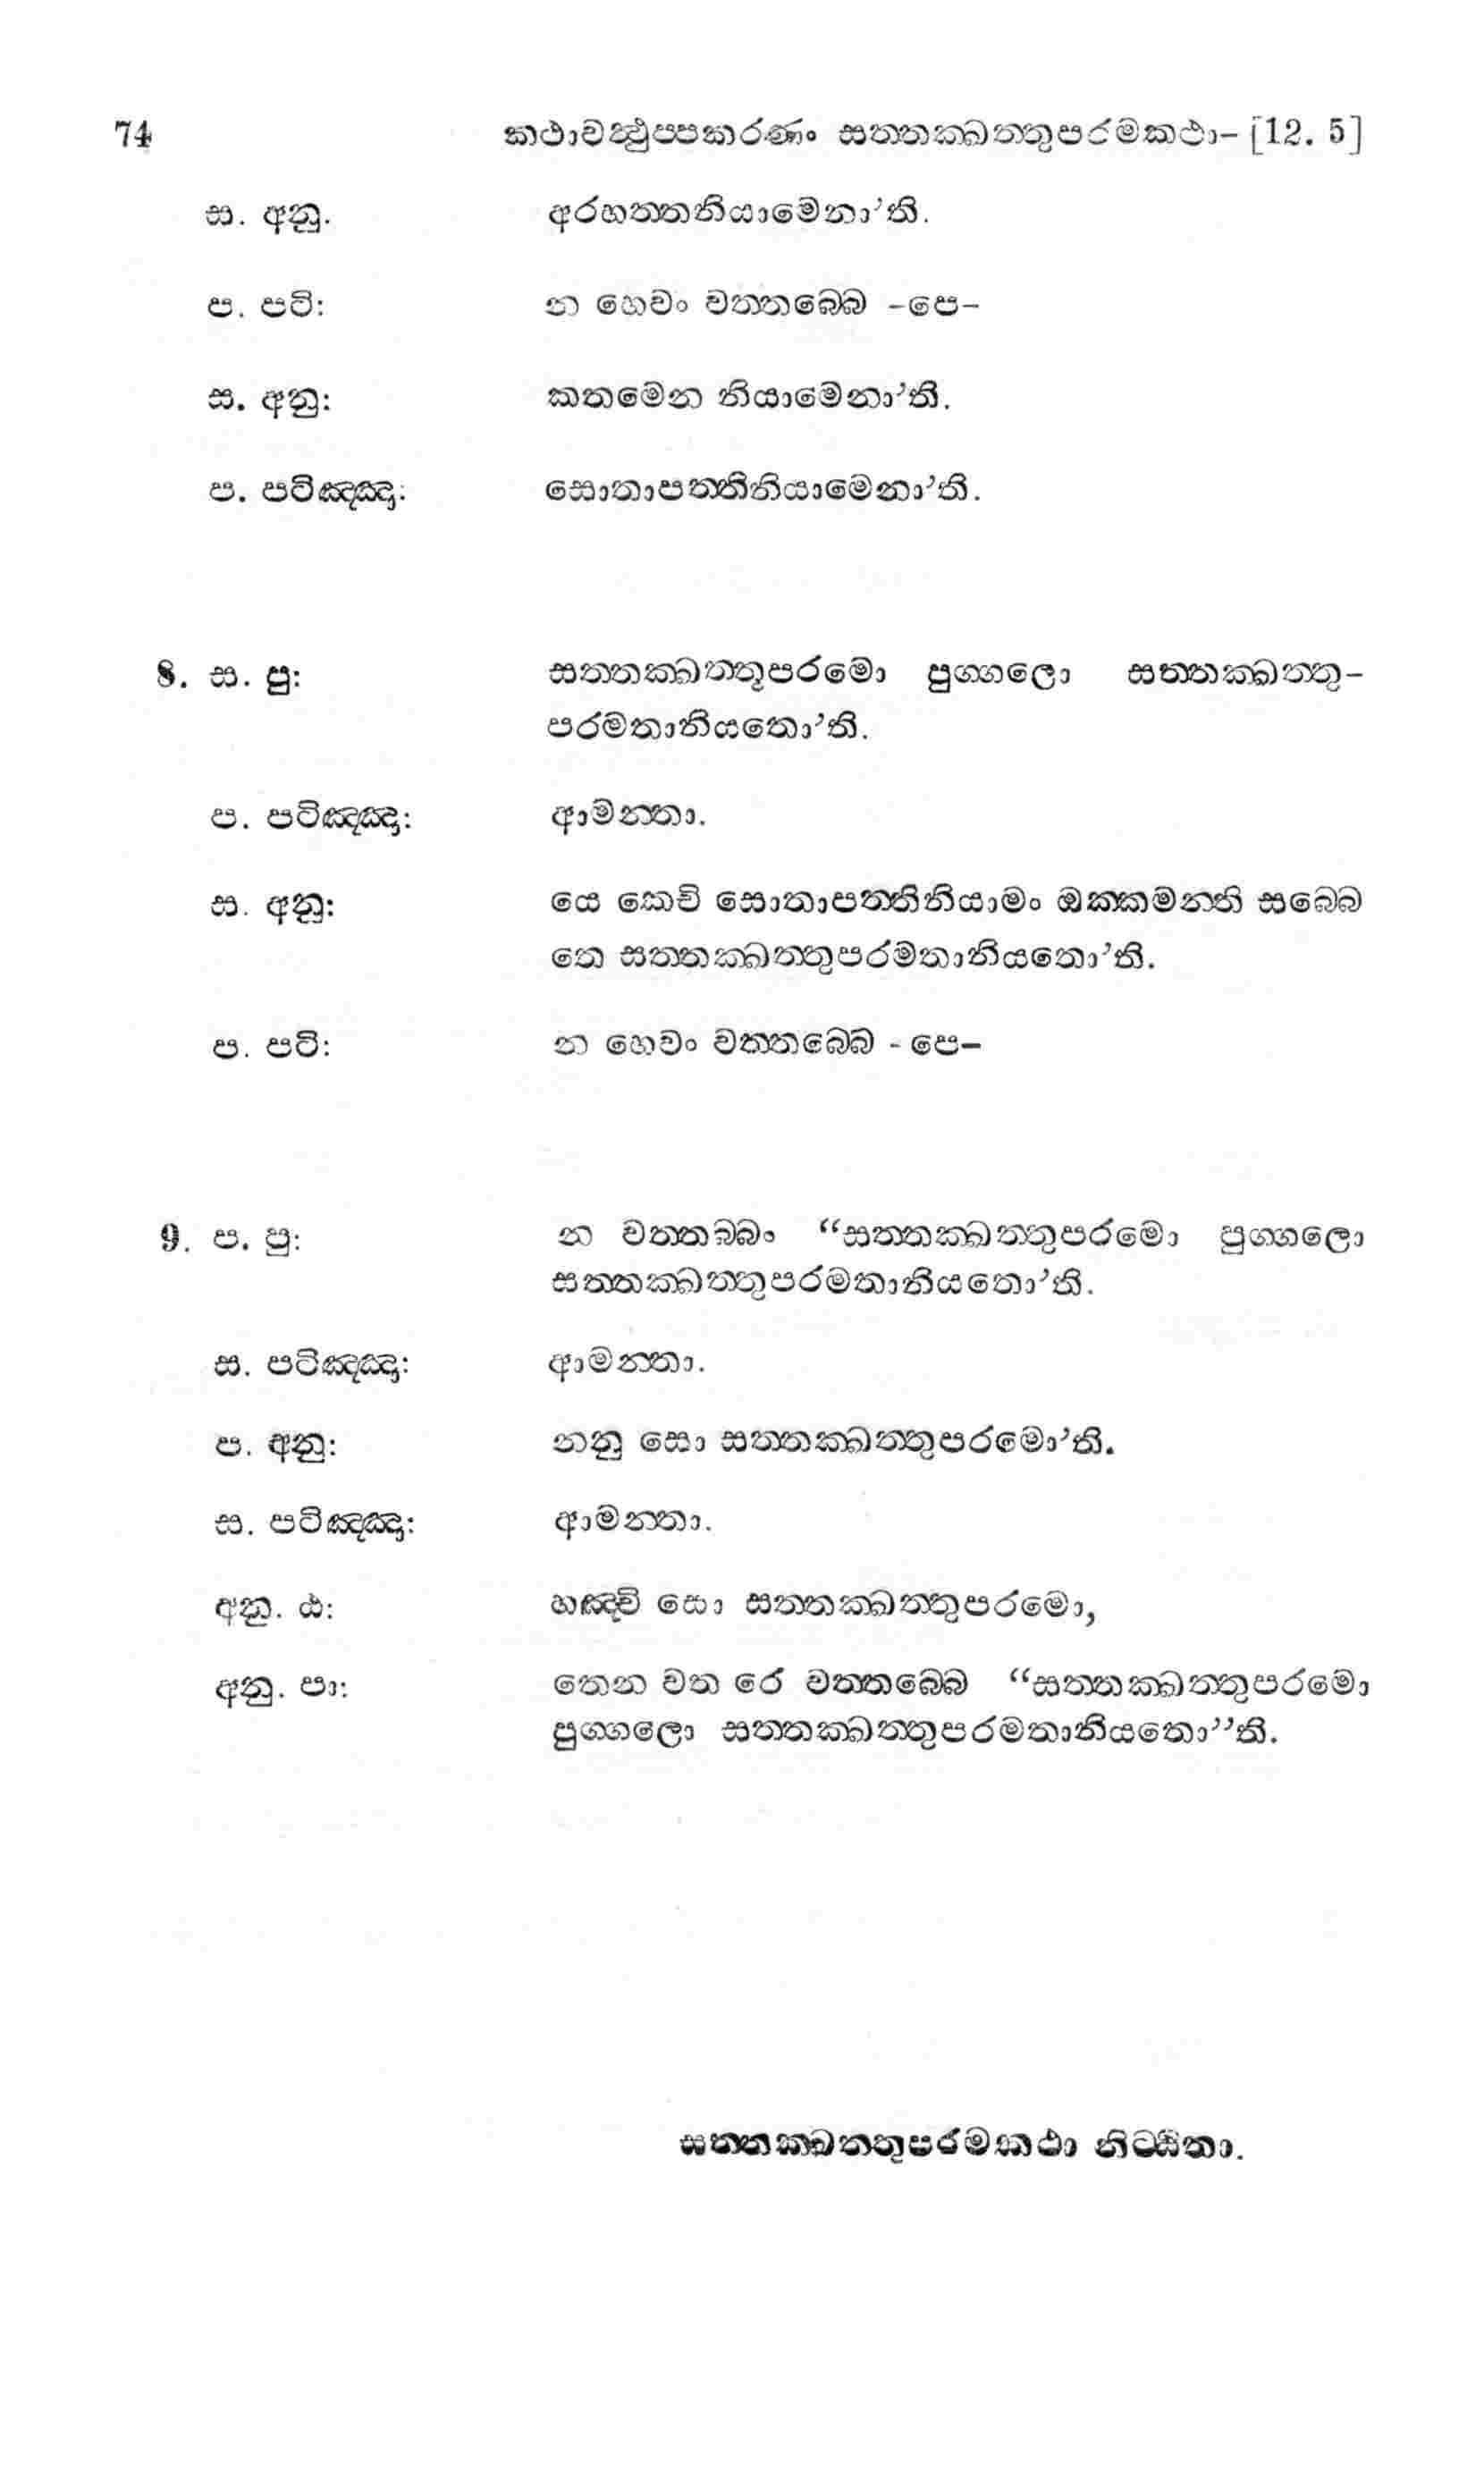 74 කථාවත්‍ථුප්‍පකරණං සත්‍තක්‍ඛත්‍තුපරමකථා- [12. 5]
ස. අනු. අරහත්‍තනියාමෙනා’ති.
ප. පටි: න හෙවං වත්‍තබ්‍බෙ -පෙ-
ස. අනු: කතමෙන නියාමෙනා’ති.
ප. පටිඤ්‍ඤා: සොතාපත්‍තිනියාමෙනා’ති.
8. ස. පු: සත්‍තක්‍ඛත්‍තූපරමො පුග්‍ගලො සත්‍තක්‍ඛත්‍තු-
පරමතානියතො’ති.
ප. පටිඤ්‍ඤා: ආමන්‍තා.
ස. අනු: යෙ කෙචි සොතාපත්‍තිනියාමං ඔක්‍කමන්‍ති සබ්‍බෙ
තෙ සත්‍තක්‍ඛත්‍තුපරමතානියතො’ති.
ප. පටි: න හෙවං වත්‍තබ්‍බෙ - පෙ-
9. ප. පු: න වත්‍තබ්‍බං “සත්‍තක්‍ඛත්‍තුපරමො පුග්‍ගලො
සත්‍තක්‍ඛත්‍තුපරමතානියතො’ති.
ස. පටිඤ්‍ඤා: ආමන්‍තා.
ප. අනු: නනු සො සත්‍තක්‍ඛත්‍තුපරමො’ති.
ස. පටිඤ්‍ඤා: ආමන්‍තා.
අනු. ඨ: හඤ්‍චි සො සත්‍තක්‍ඛත්‍තුපරමො,
අනු. පා: තෙන වත රෙ වත්‍තබ්‍බෙ “සත්‍තක්‍ඛත්‍තුපරමො
පුග්‍ගලො සත්‍තක්‍ඛත්‍තුපරමතානියතො”ති.
සත්‍තක්‍ඛත්‍තුපරමකථා නිට්‍ඨිතා.